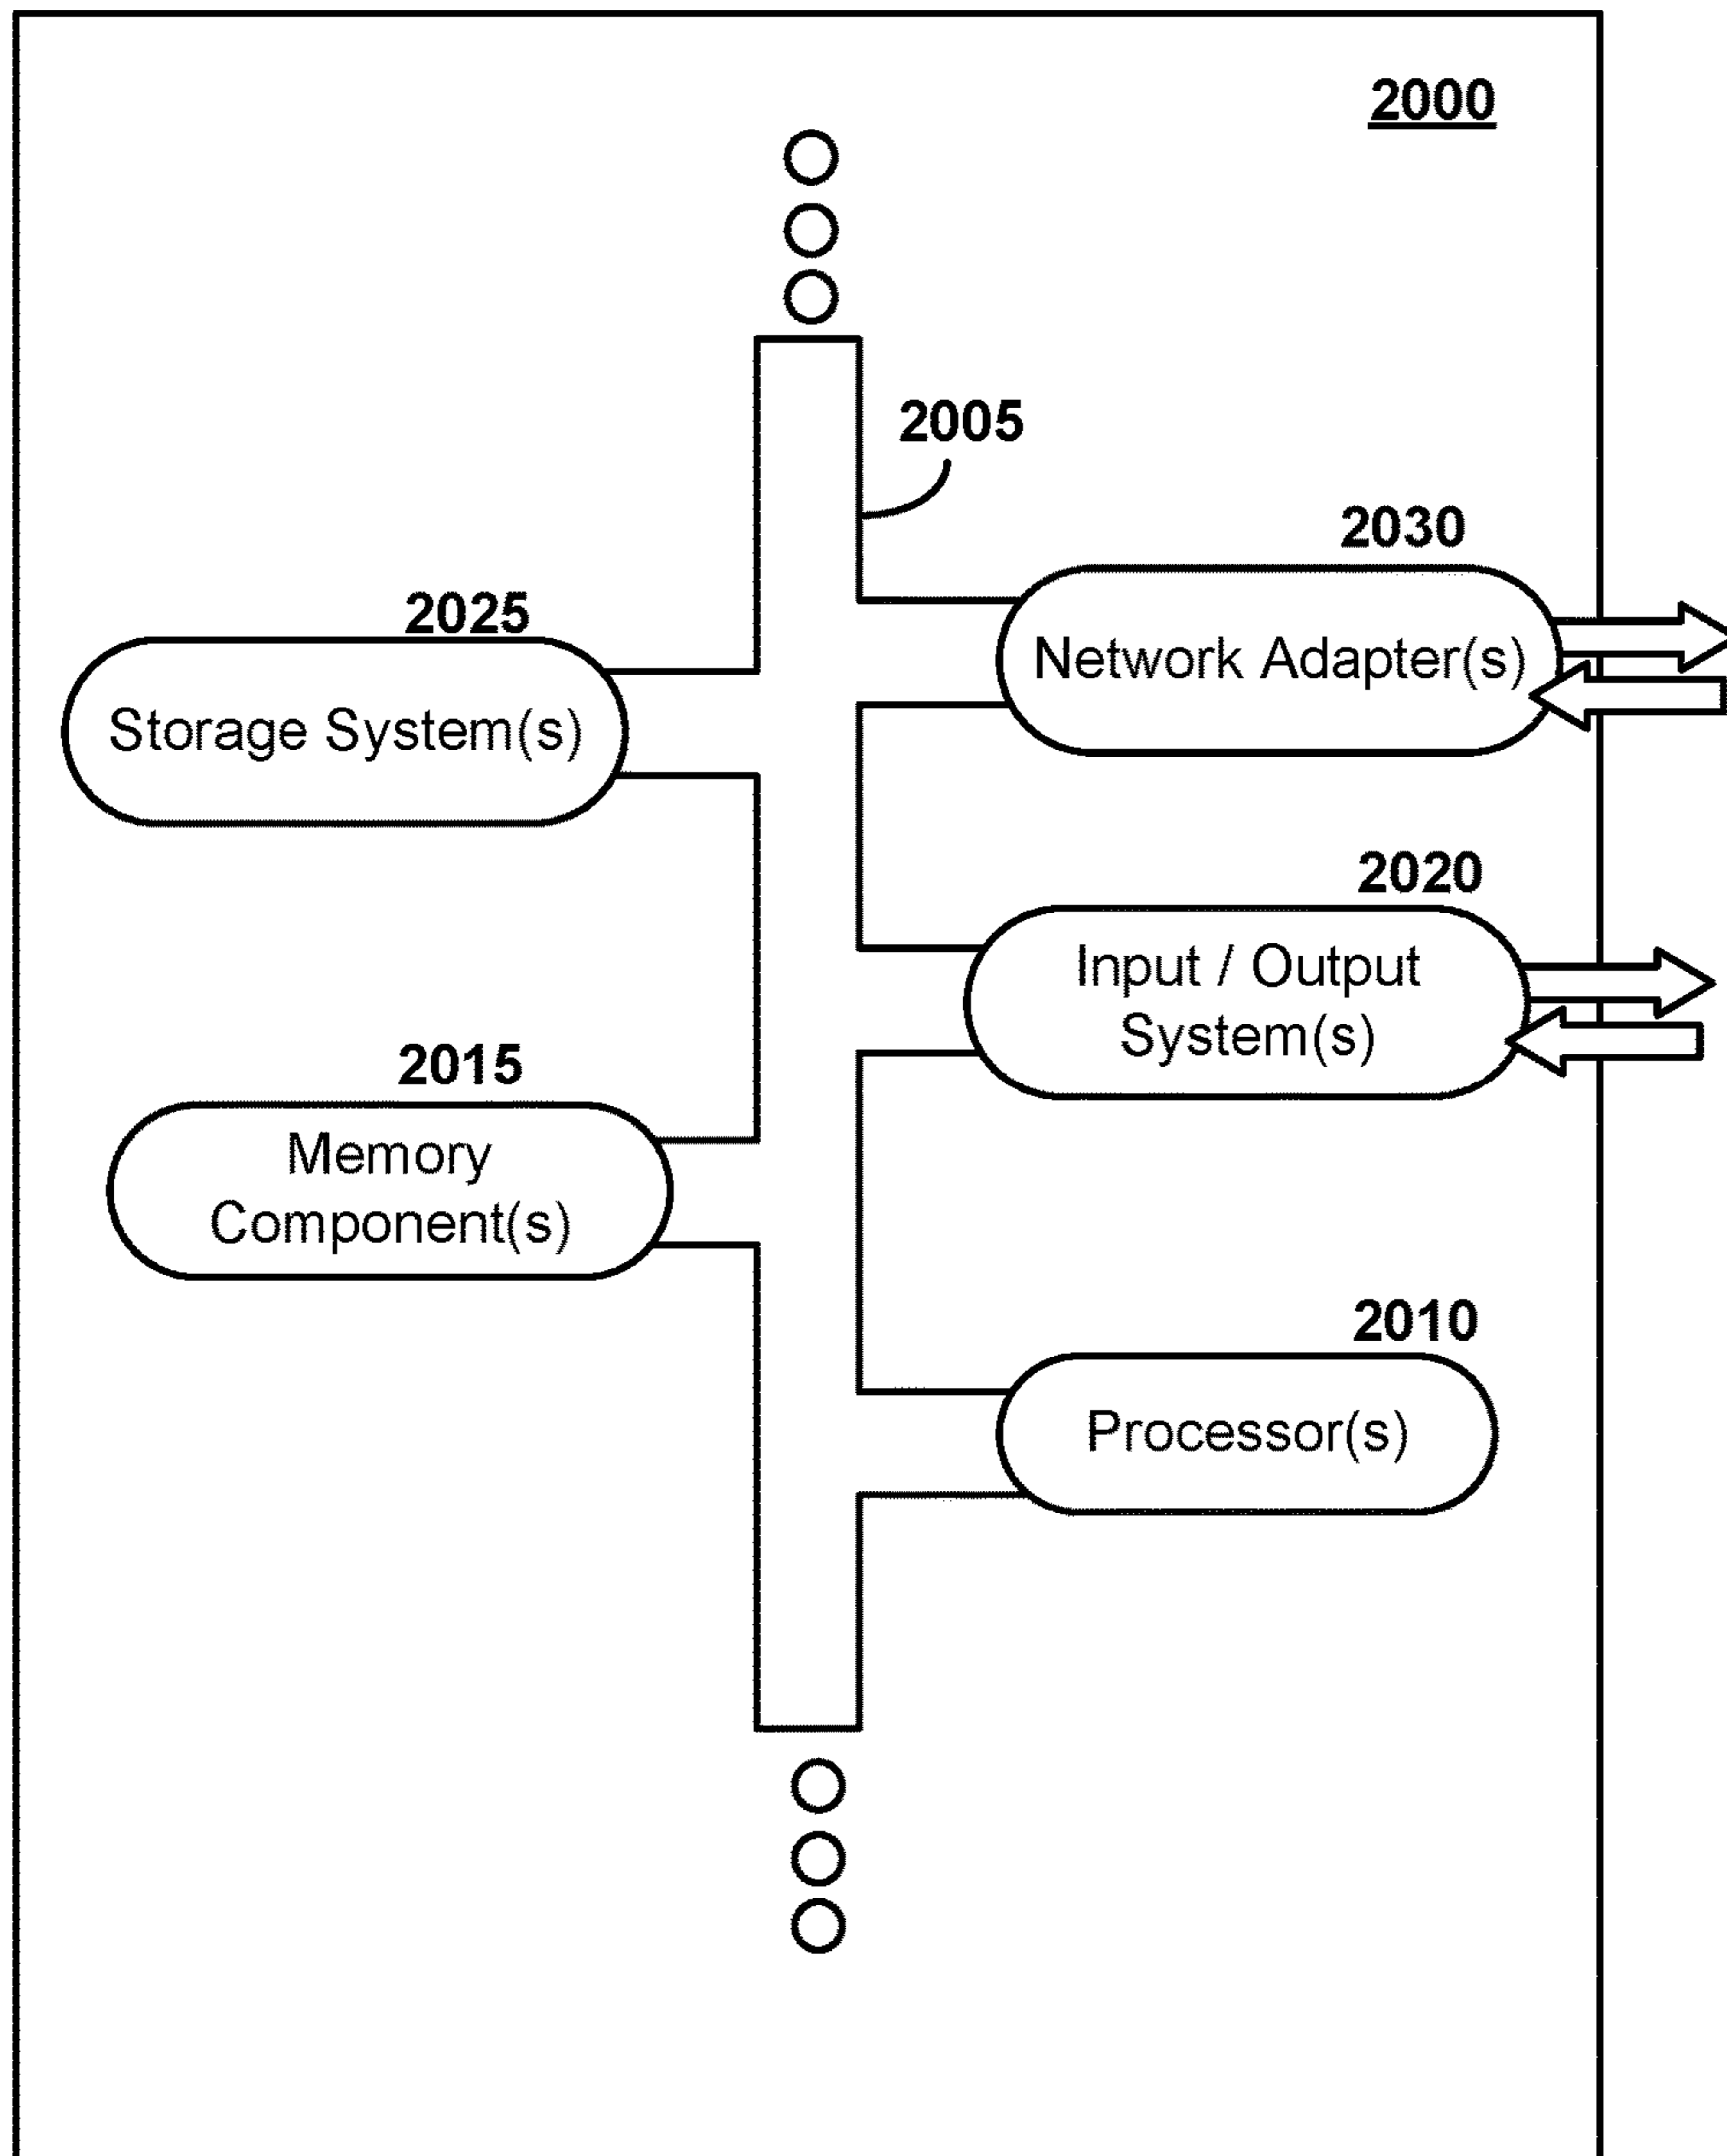 2000
2005
2030
Network Adapter(s)
2025
Storage System(s)
2020
Input / Output
System(s)
2015
Memory
Component(s)
2010
Processor(s)